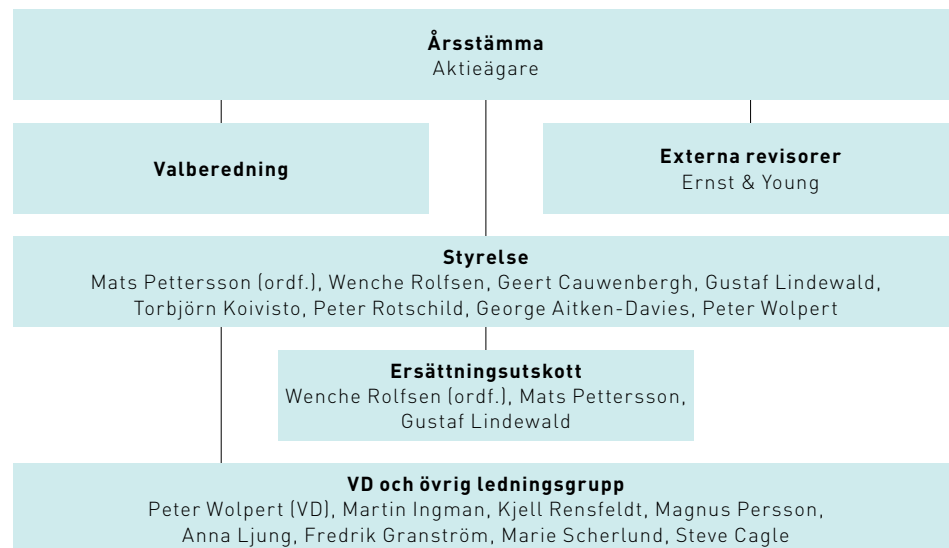 Årsstämma
Aktieägare
Valberedning
Externa revisorer
Ernst & Young
Styrelse
Mats Pettersson (ordf.), Wenche Rolfsen, Geert Cauwenbergh, Gustaf Lindewald,
Torbjörn Koivisto, Peter Rotschild, George Aitken-Davies, Peter Wolpert
Ersättningsutskott
Wenche Rolfsen (ordf.), Mats Pettersson,
Gustaf Lindewald
VD och övrig ledningsgrupp
Peter Wolpert (VD), Martin Ingman, Kjell Rensfeldt, Magnus Persson,
Anna Ljung, Fredrik Granström, Marie Scherlund, Steve Cagle